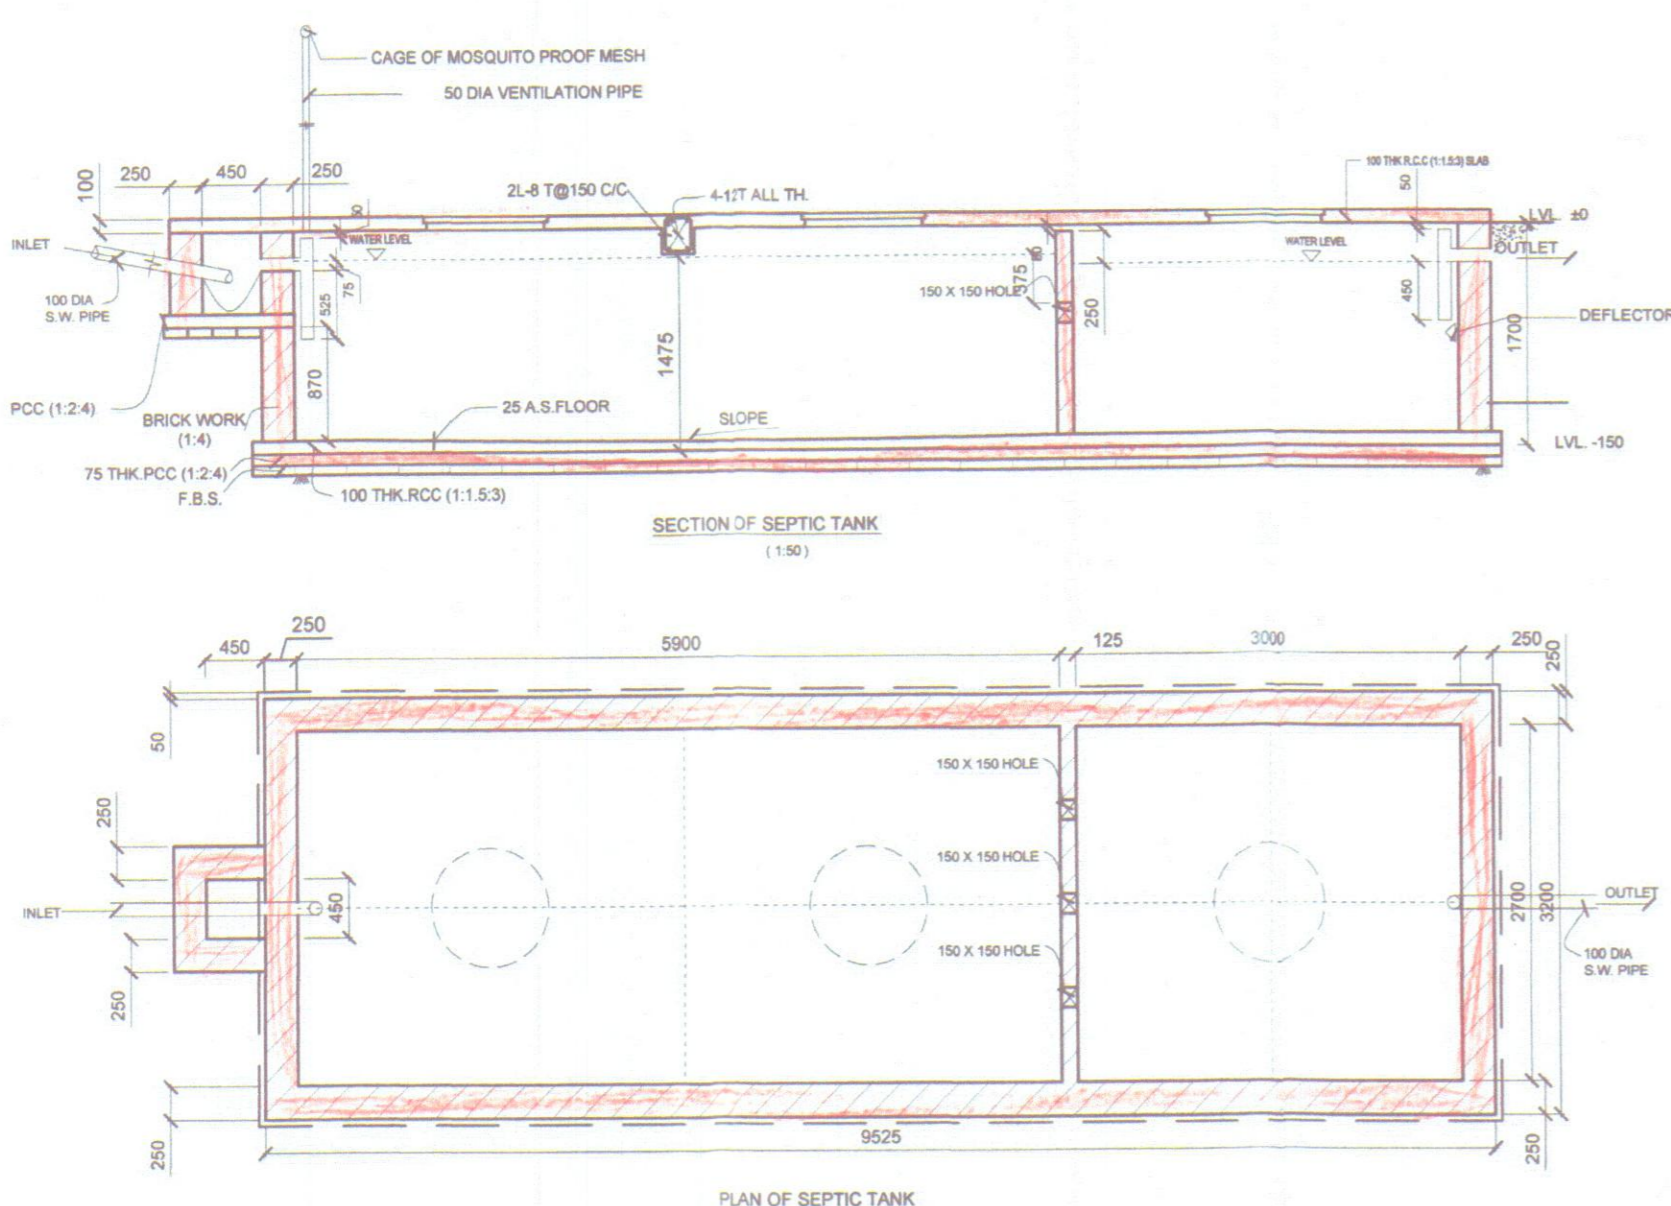 CAGE OF MOSQUITO PROOF MESH
50 DIA VENTILATION PIPE
100
250
450
250
2L-8 T@150 C/C
4-12T ALL TH.
100 THK R.C.C (1:1.5:3) SLAB
50
LVL ±0
INLET
WATER LEVEL
WATER LEVEL
OUTLET
100 DIA
S.W. PIPE
75
525
150 X 150 HOLE
375
250
450
DEFLECTOR
1700
1475
870
PCC (1:2:4)
BRICK WORK
(1:4)
25 A.S.FLOOR
SLOPE
LVL. -150
75 THK.PCC (1:2:4)
F.B.S.
100 THK.RCC (1:1.5:3)
SECTION OF SEPTIC TANK
(1:50)
450
250
5900
125
3000
250
250
50
150 X 150 HOLE
250
150 X 150 HOLE
INLET
450
2700
3200
OUTLET
150 X 150 HOLE
100 DIA
S.W. PIPE
250
250
9525
250
PLAN OF SEPTIC TANK